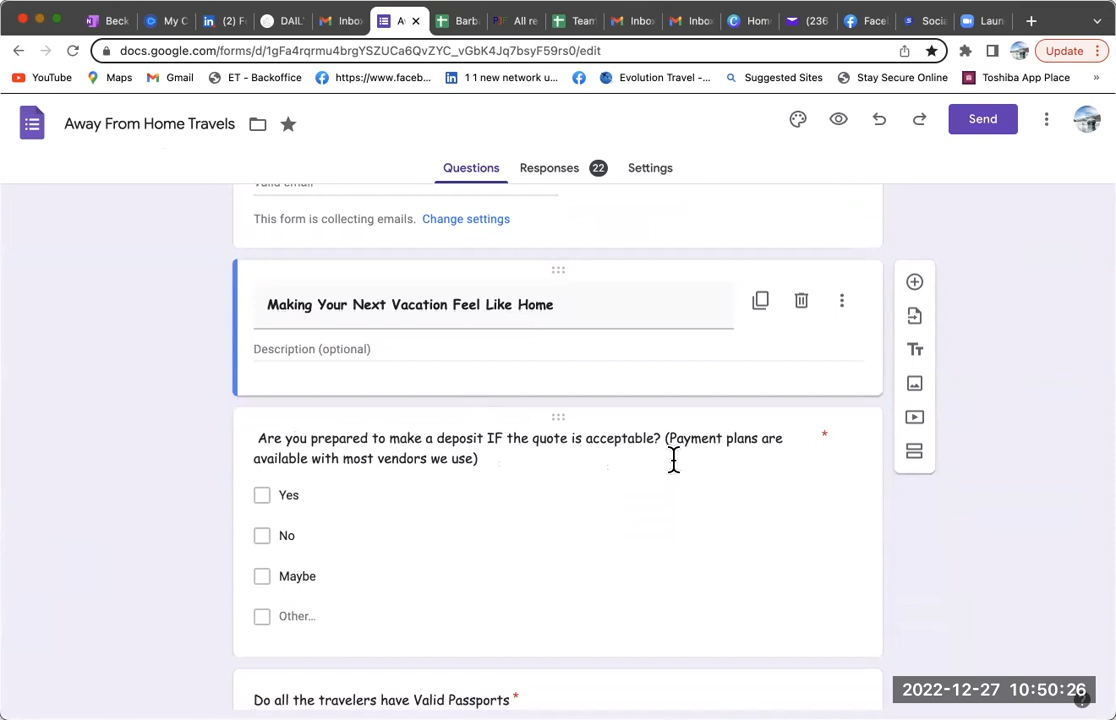 Beck
My C
(2) F
DAIL
Inbo
A
Barb
All re
Team
Inbo
Inbo
Hom
(236
Face
Socia
Laun
docs.google.com/forms/d/1gFa4rqrmu4brgYSZUCa6QvZYC_vGbK4Jq7bsyF59rs0/edit
Update
YouTube
Maps
Gmail
ET - Backoffice
https://www.faceb...
1 1 new network u...
Evolution Travel -...
Suggested Sites
Stay Secure Online
Toshiba App Place
»
Away From Home Travels
Send
Questions
Responses 22
Settings
Valid email
This form is collecting emails. Change settings
Making Your Next Vacation Feel Like Home
Description (optional)
Are you prepared to make a deposit IF the quote is acceptable? (Payment plans are *
available with most vendors we use)
Yes
No
Maybe
Other...
Do all the travelers have Valid Passports *
2022-12-27 10:50:26